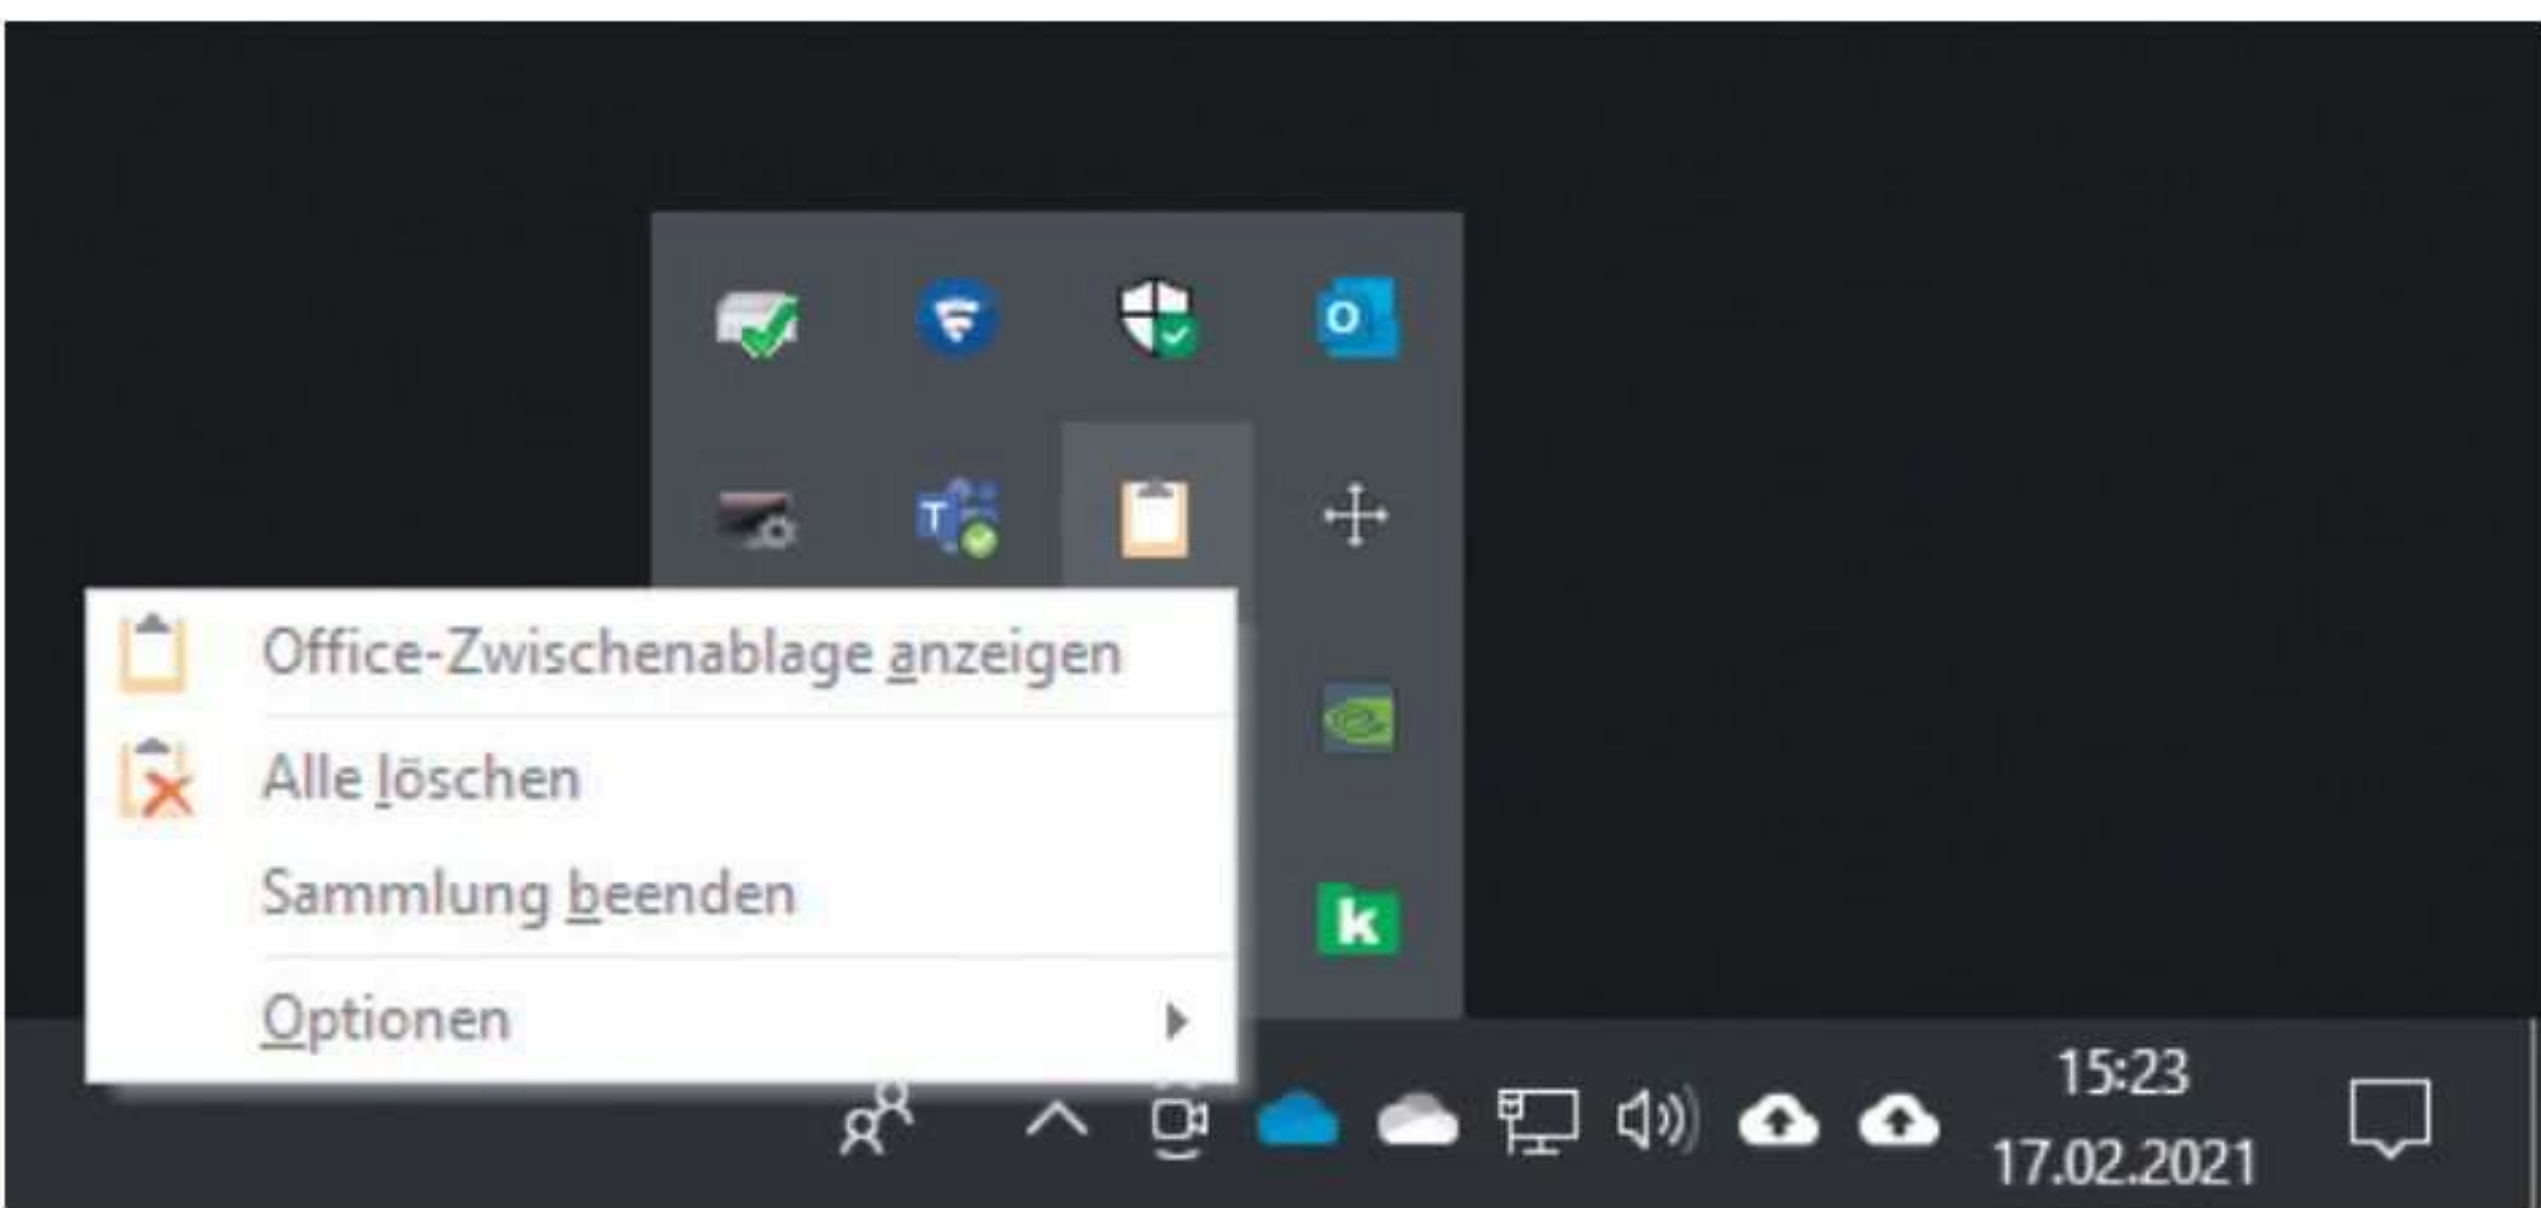 O
T
Office-Zwischenablage anzeigen
Alle löschen
Sammlung beenden
Optionen
k
15:23
17.02.2021